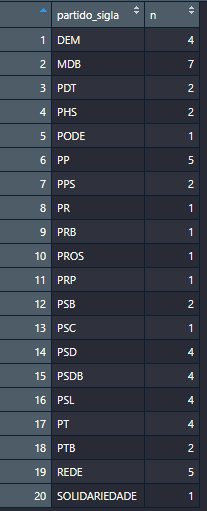 partido_sigla n
1 DEM 4
2 MDB 7
3 PDT 2
4 PHS 2
5 PODE 1
6 PP 5
7 PPS 2
8 PR 1
9 PRB 1
10 PROS 1
11 PRP 1
12 PSB 2
13 PSC 1
14 PSD 4
15 PSDB 4
16 PSL 4
17 PT 4
18 PTB 2
19 REDE 5
20 SOLIDARIEDADE 1